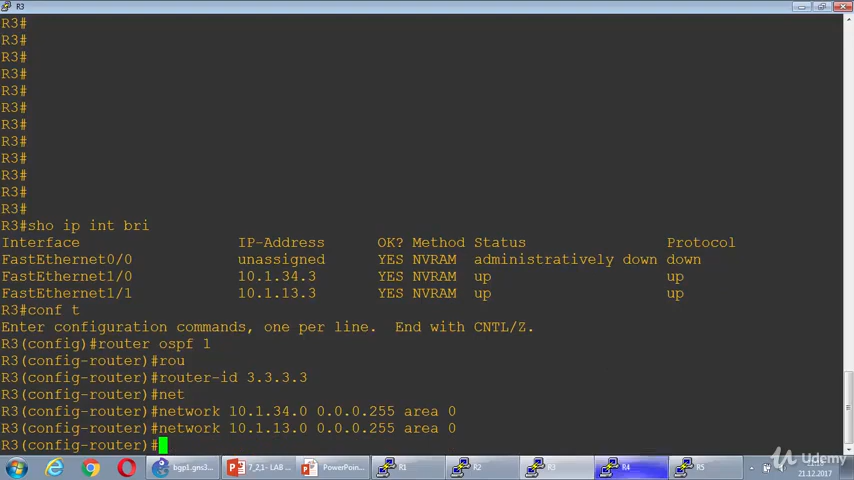 R3
R3#
R3#
R3#
R3#
R3#
R3#
R3#
R3#
R3#
R3#
R3#
R3#
R3#sho ip int bri
Interface IP-Address OK? Method Status Protocol
FastEthernet0/0 unassigned YES NVRAM administratively down down
FastEthernet1/0 10.1.34.3 YES NVRAM up up
FastEthernet1/1 10.1.13.3 YES NVRAM up up
R3#conf t
Enter configuration commands, one per line. End with CNTL/Z.
R3(config)#router ospf 1
R3(config-router)#rou
R3(config-router)#router-id 3.3.3.3
R3(config-router)#net
R3(config-router)#network 10.1.34.0 0.0.0.255 area 0
R3(config-router)#network 10.1.13.0 0.0.0.255 area 0
R3(config-router)#
bgp1.gns3... 7_2_1- LAB ... PowerPoin... R1 R2 R3 R4 R5
Udemy
21.12.2017